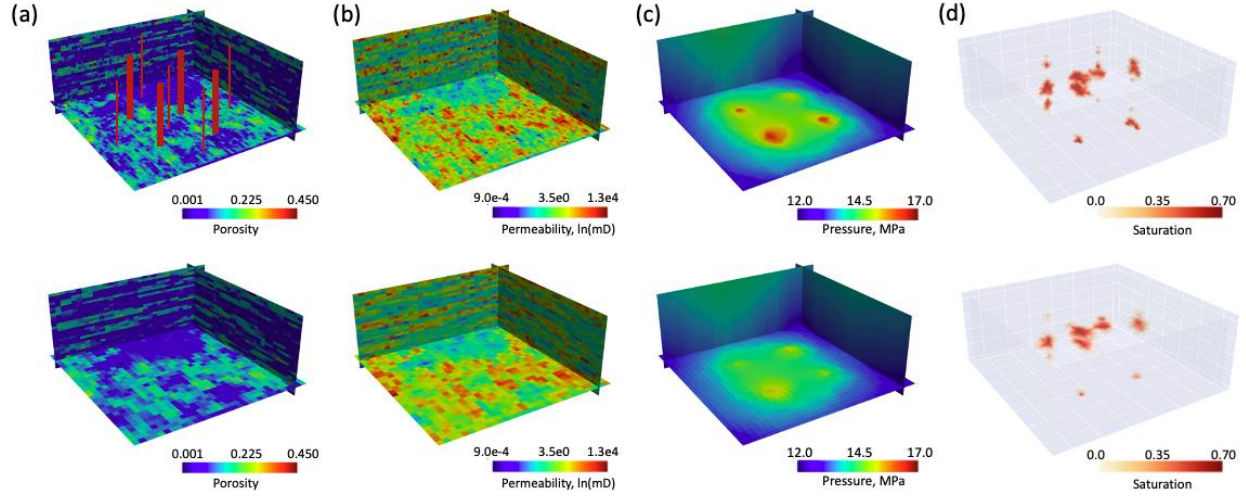 (a) (b) (c) (d)
0.001 0.225 0.450
Porosity
9.0e-4 3.5e0 1.3e4
Permeability, ln(mD)
12.0 14.5 17.0
Pressure, MPa
0.0 0.35 0.70
Saturation
0.001 0.225 0.450
Porosity
9.0e-4 3.5e0 1.3e4
Permeability, ln(mD)
12.0 14.5 17.0
Pressure, MPa
0.0 0.35 0.70
Saturation